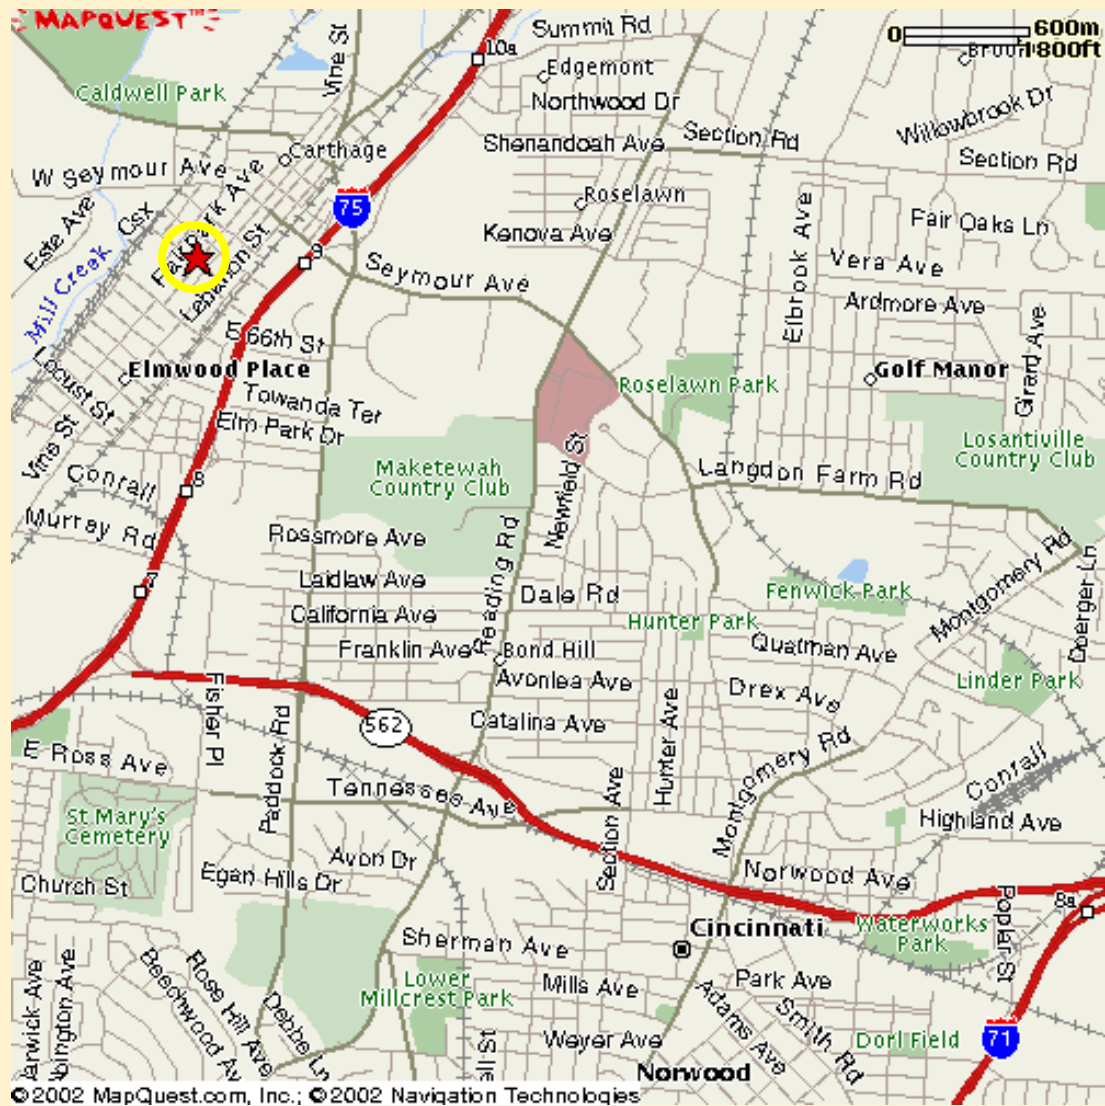 MAPQUEST
0
600m
1800ft
Summit Rd
10a
Vine St
Edgemont
Caldwell Park
Northwood Dr
Willowbrook Dr
Shenandoah Ave
Section Rd
Carthage
W Seymour Ave
Section Rd
Roselawn
75
Este Ave
Csx
Fair Oaks Ln
Kenova Ave
9
Vera Ave
Seymour Ave
Mill Creek
Lebanon St
Elbrook Ave
Ardmore Ave
E 66th St
Girard Ave
Locust St
Elmwood Place
Golf Manor
Roselawn Park
Towanda Ter
Elm Park Dr
Vine St
Losantiville
Country Club
Maketewah
Country Club
Newfield St
Langdon Farm Rd
Conrail
8
Murray Rd
Rossmore Ave
Reading Rd
Montgomery Rd
Doerger Ln
Laidlaw Ave
7
Dale Rd
Fenwick Park
California Ave
Hunter Park
Franklin Ave
Bond Hill
Quatman Ave
Avonlea Ave
Drex Ave
Linder Park
Fisher Pl
562
Catalina Ave
Hunter Ave
Paddock Rd
E Ross Ave
Montgomery Rd
Conrail
Tennessee Ave
Section Ave
St Mary's
Cemetery
Highland Ave
Avon Dr
Egan Hills Dr
Norwood Ave
Church St
8a
Poplar St
Cincinnati
Waterworks
Park
Sherman Ave
Lower
Millcrest Park
Mills Ave
Park Ave
Beechwood Av
Rose Hill Ave
Debbe Ln
Adams Ave
Smith Rd
Weyer Ave
Dorl Field
71
Norwood
©2002 MapQuest.com, Inc.; ©2002 Navigation Technologies